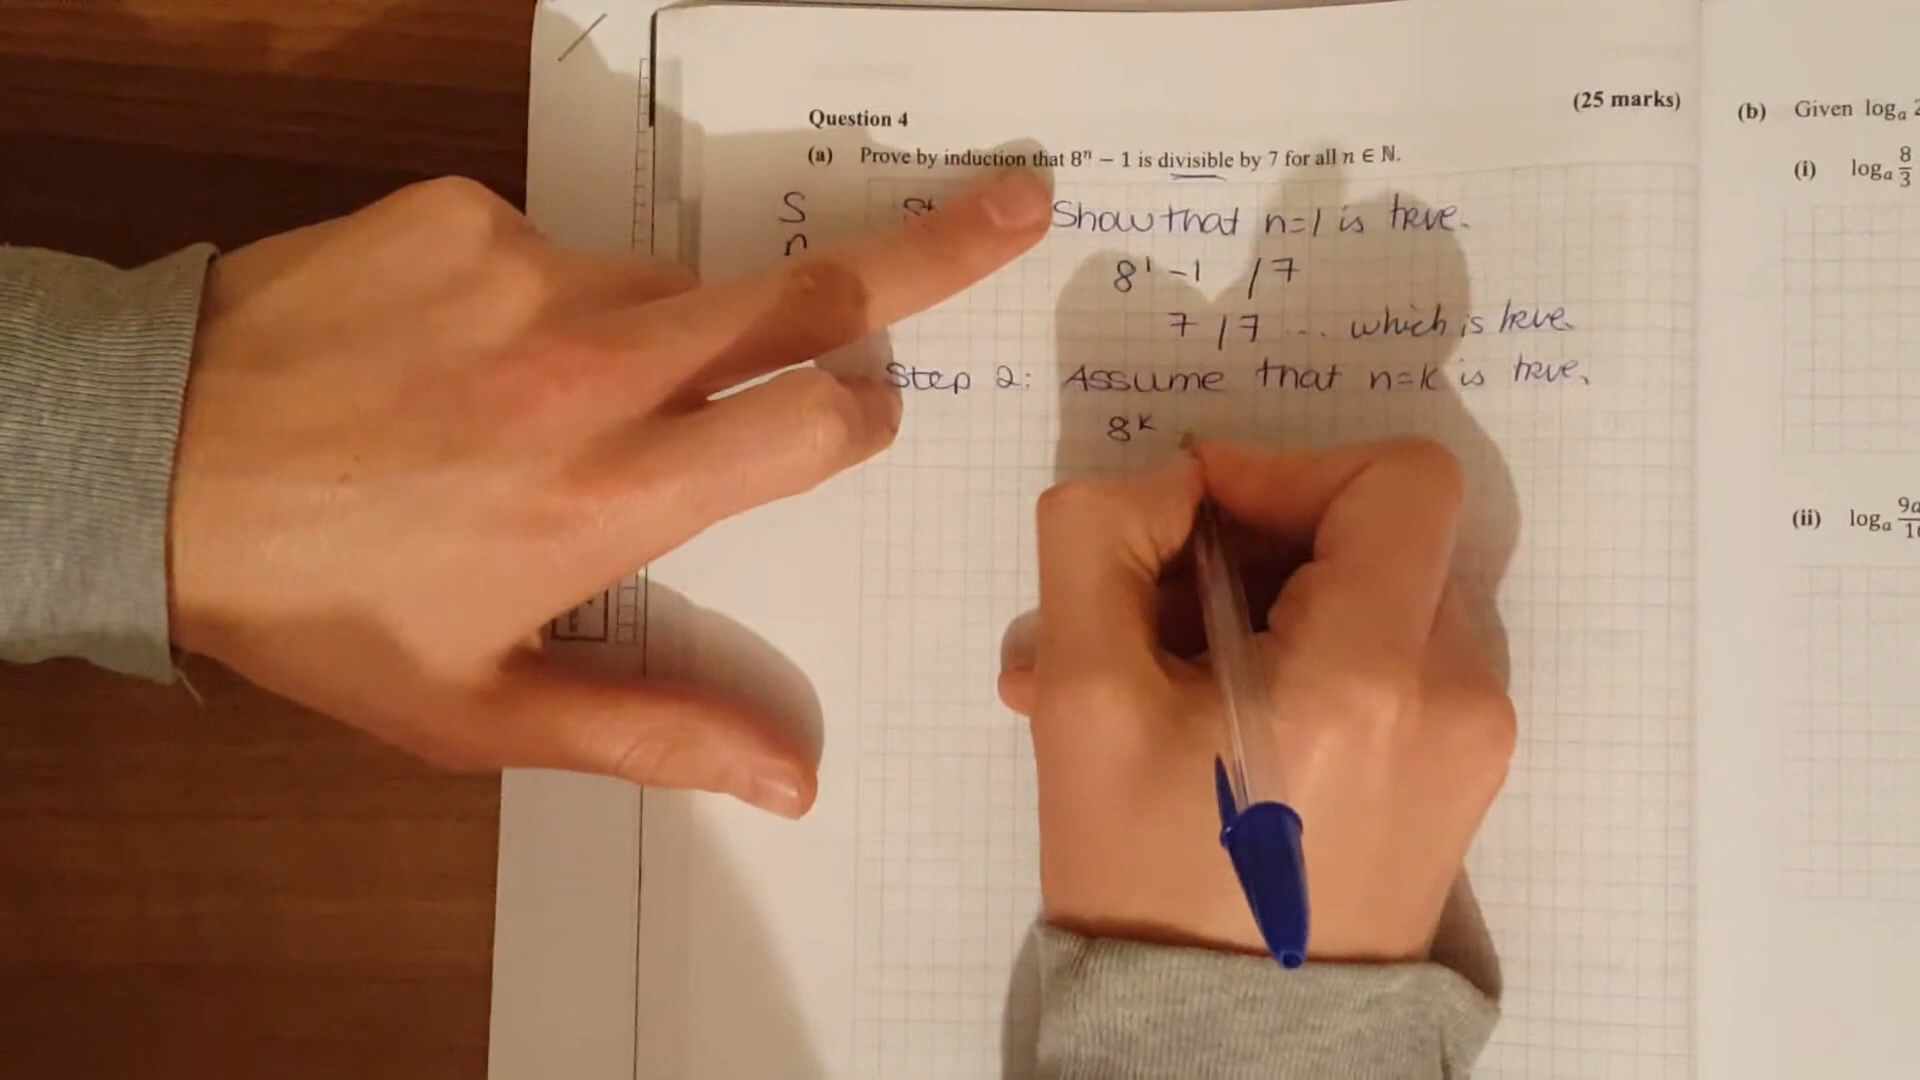 (25 marks)
Question 4
(a) Prove by induction that 8ⁿ − 1 is divisible by 7 for all n ∈ ℕ.
S
n
Show that n=1 is true.
8¹ -1 / 7
7 / 7 ... which is true.
Step 2: Assume that n=k is true.
8ᵏ
(b) Given logₐ 2
(i) logₐ 8/3
(ii) logₐ